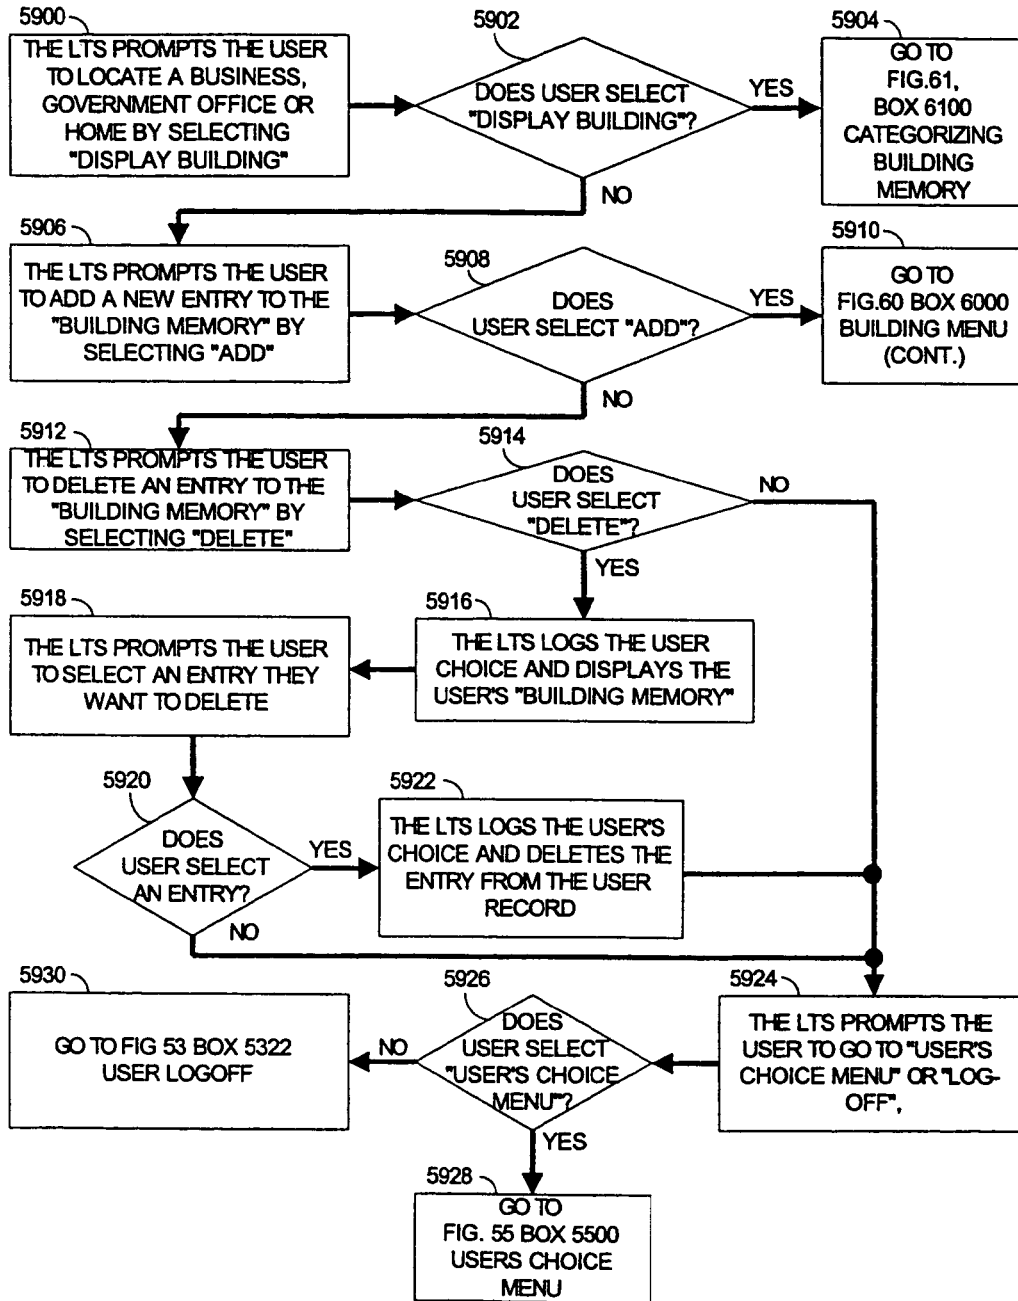 5900
THE LTS PROMPTS THE USER
TO LOCATE A BUSINESS,
GOVERNMENT OFFICE OR
HOME BY SELECTING
"DISPLAY BUILDING"
5902
DOES USER SELECT
"DISPLAY BUILDING"?
YES
NO
5904
GO TO
FIG.61,
BOX 6100
CATEGORIZING
BUILDING
MEMORY
5906
THE LTS PROMPTS THE USER
TO ADD A NEW ENTRY TO THE
"BUILDING MEMORY" BY
SELECTING "ADD"
5908
DOES
USER SELECT "ADD"?
YES
NO
5910
GO TO
FIG.60 BOX 6000
BUILDING MENU
(CONT.)
5912
THE LTS PROMPTS THE USER
TO DELETE AN ENTRY TO THE
"BUILDING MEMORY" BY
SELECTING "DELETE"
5914
DOES
USER SELECT
"DELETE"?
NO
YES
5916
THE LTS LOGS THE USER
CHOICE AND DISPLAYS THE
USER'S "BUILDING MEMORY"
5918
THE LTS PROMPTS THE USER
TO SELECT AN ENTRY THEY
WANT TO DELETE
5920
DOES
USER SELECT
AN ENTRY?
YES
NO
5922
THE LTS LOGS THE USER'S
CHOICE AND DELETES THE
ENTRY FROM THE USER
RECORD
5924
THE LTS PROMPTS THE
USER TO GO TO "USER'S
CHOICE MENU" OR "LOG-
OFF",
5926
DOES
USER SELECT
"USER'S CHOICE
MENU"?
NO
YES
5930
GO TO FIG 53 BOX 5322
USER LOGOFF
5928
GO TO
FIG. 55 BOX 5500
USERS CHOICE
MENU